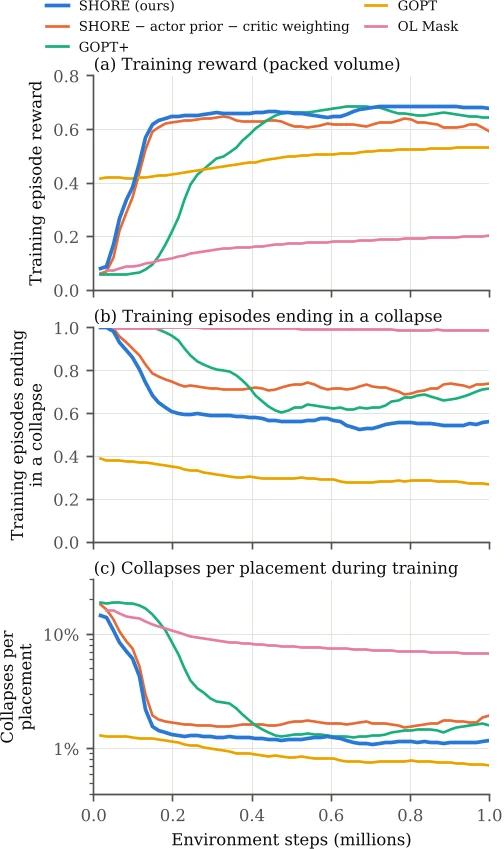 SHORE (ours)
SHORE − actor prior − critic weighting
GOPT+
GOPT
OL Mask
(a) Training reward (packed volume)
Training episode reward
0.8
0.6
0.4
0.2
0.0
(b) Training episodes ending in a collapse
Training episodes ending
in a collapse
1.0
0.8
0.6
0.4
0.2
0.0
(c) Collapses per placement during training
Collapses per
placement
10%
1%
0.0 0.2 0.4 0.6 0.8 1.0
Environment steps (millions)